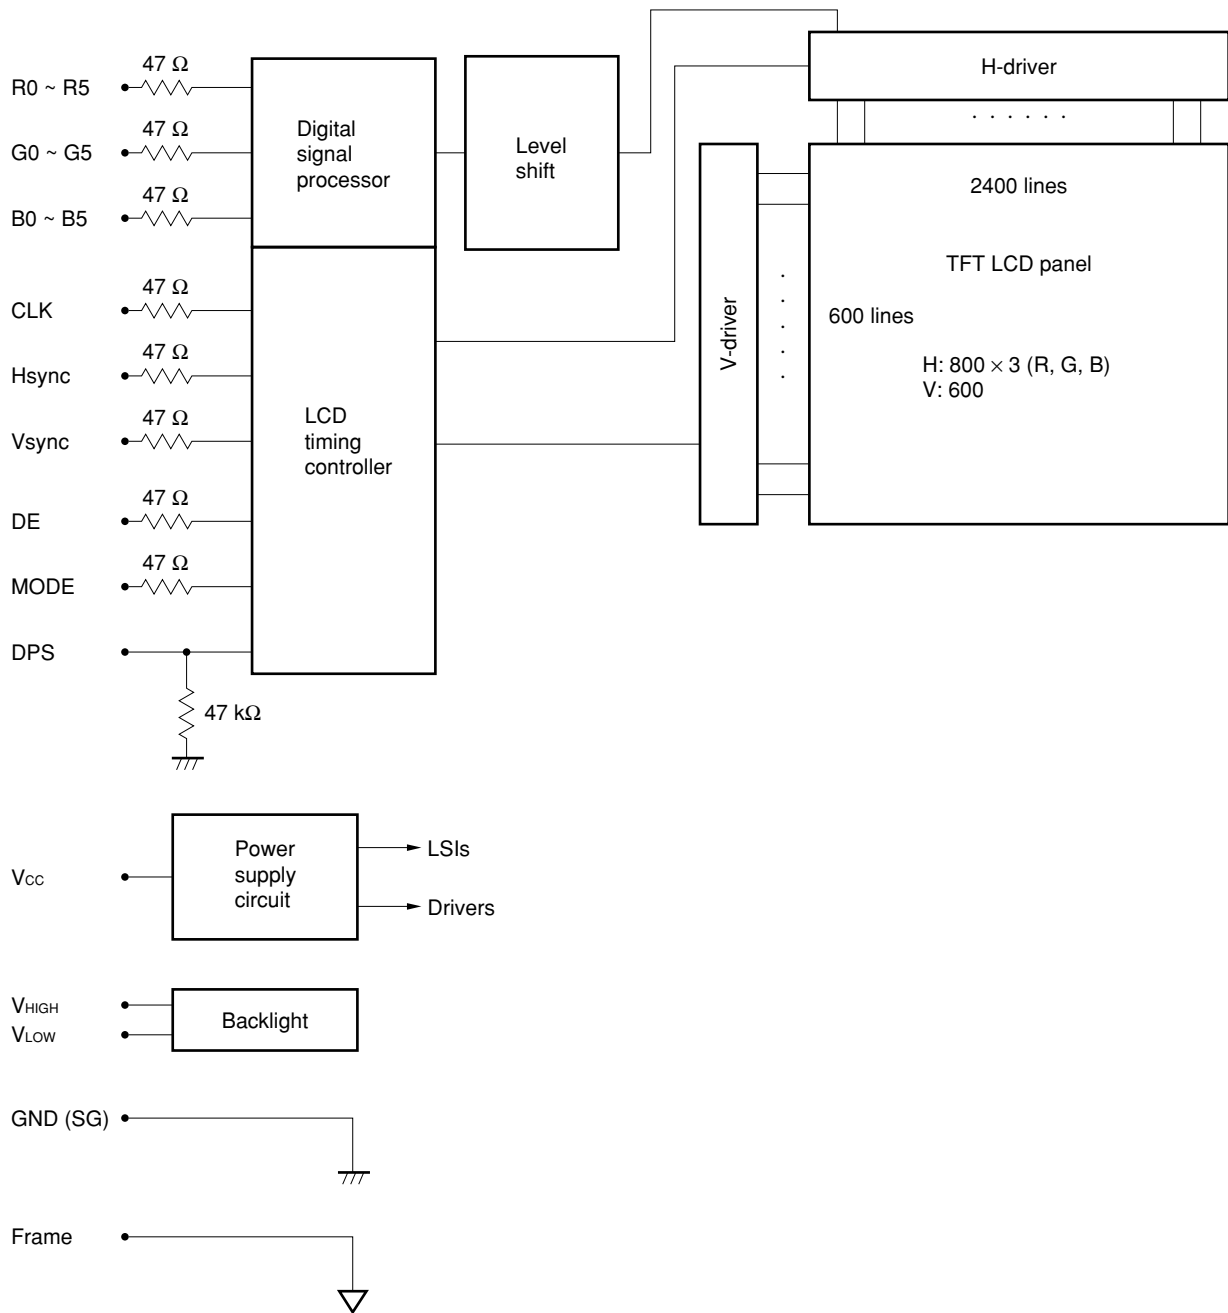 R0 ~ R5
47 Ω
G0 ~ G5
47 Ω
B0 ~ B5
47 Ω
CLK
47 Ω
Hsync
47 Ω
Vsync
47 Ω
DE
47 Ω
MODE
47 Ω
DPS
47 kΩ
Digital
signal
processor
LCD
timing
controller
Level
shift
H-driver
. . . . . .
V-driver
. . . . .
2400 lines
TFT LCD panel
600 lines
H: 800 × 3 (R, G, B)
V: 600
VCC
Power
supply
circuit
LSIs
Drivers
VHIGH
VLOW
Backlight
GND (SG)
Frame